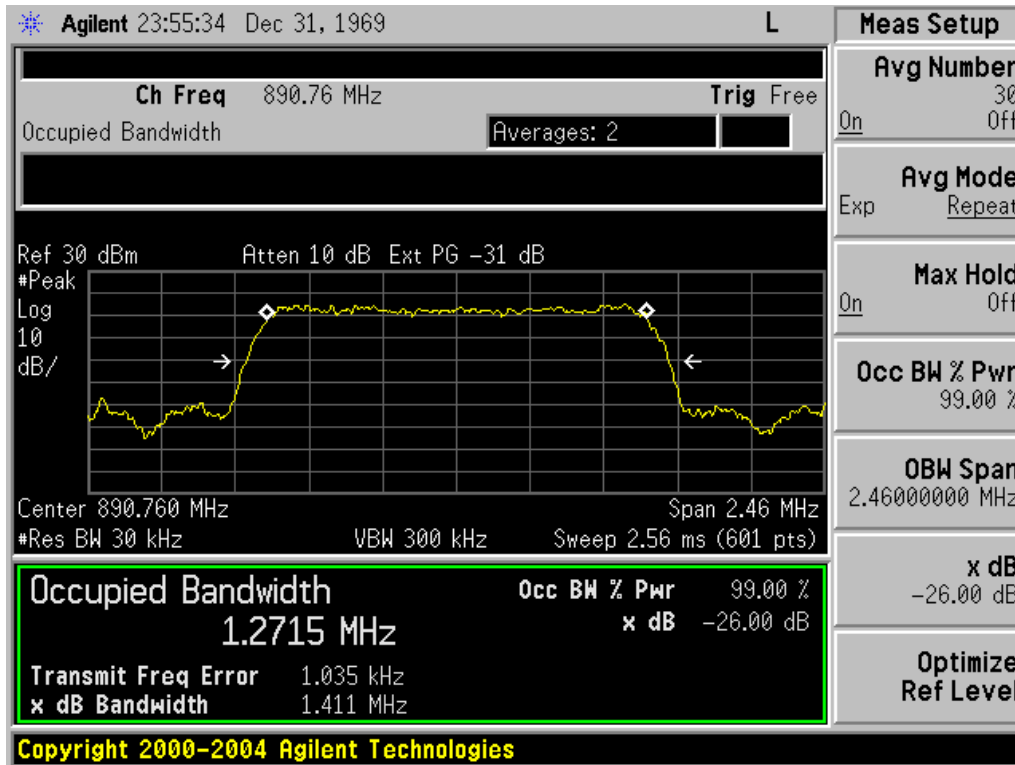 Agilent 23:55:34 Dec 31, 1969 L
Ch Freq 890.76 MHz Trig Free
Occupied Bandwidth Averages: 2
Ref 30 dBm Atten 10 dB Ext PG -31 dB
#Peak
Log
10
dB/
Center 890.760 MHz Span 2.46 MHz
#Res BW 30 kHz VBW 300 kHz Sweep 2.56 ms (601 pts)
Occupied Bandwidth Occ BW % Pwr 99.00 %
1.2715 MHz x dB -26.00 dB
Transmit Freq Error 1.035 kHz
x dB Bandwidth 1.411 MHz
Copyright 2000-2004 Agilent Technologies
Meas Setup
Avg Number
30
On Off
Avg Mode
Exp Repeat
Max Hold
On Off
Occ BW % Pwr
99.00 %
OBW Span
2.46000000 MHz
x dB
-26.00 dB
Optimize
Ref Level